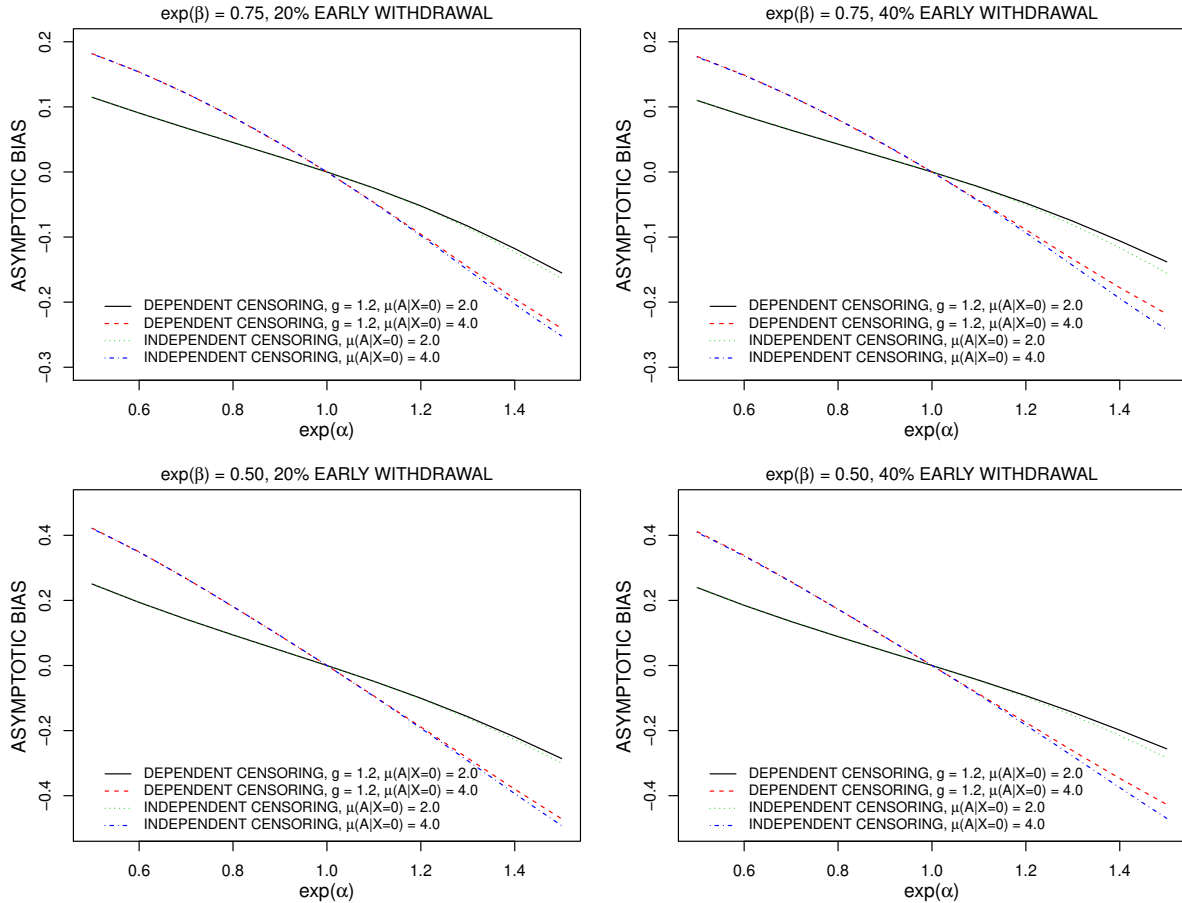 exp(β) = 0.75, 20% EARLY WITHDRAWAL
ASYMPTOTIC BIAS
0.2
0.1
0.0
−0.1
−0.2
−0.3
DEPENDENT CENSORING, g = 1.2, μ(A|X=0) = 2.0
DEPENDENT CENSORING, g = 1.2, μ(A|X=0) = 4.0
INDEPENDENT CENSORING, μ(A|X=0) = 2.0
INDEPENDENT CENSORING, μ(A|X=0) = 4.0
0.6 0.8 1.0 1.2 1.4
exp(α)
exp(β) = 0.75, 40% EARLY WITHDRAWAL
ASYMPTOTIC BIAS
0.2
0.1
0.0
−0.1
−0.2
−0.3
DEPENDENT CENSORING, g = 1.2, μ(A|X=0) = 2.0
DEPENDENT CENSORING, g = 1.2, μ(A|X=0) = 4.0
INDEPENDENT CENSORING, μ(A|X=0) = 2.0
INDEPENDENT CENSORING, μ(A|X=0) = 4.0
0.6 0.8 1.0 1.2 1.4
exp(α)
exp(β) = 0.50, 20% EARLY WITHDRAWAL
ASYMPTOTIC BIAS
0.4
0.2
0.0
−0.2
−0.4
DEPENDENT CENSORING, g = 1.2, μ(A|X=0) = 2.0
DEPENDENT CENSORING, g = 1.2, μ(A|X=0) = 4.0
INDEPENDENT CENSORING, μ(A|X=0) = 2.0
INDEPENDENT CENSORING, μ(A|X=0) = 4.0
0.6 0.8 1.0 1.2 1.4
exp(α)
exp(β) = 0.50, 40% EARLY WITHDRAWAL
ASYMPTOTIC BIAS
0.4
0.2
0.0
−0.2
−0.4
DEPENDENT CENSORING, g = 1.2, μ(A|X=0) = 2.0
DEPENDENT CENSORING, g = 1.2, μ(A|X=0) = 4.0
INDEPENDENT CENSORING, μ(A|X=0) = 2.0
INDEPENDENT CENSORING, μ(A|X=0) = 4.0
0.6 0.8 1.0 1.2 1.4
exp(α)